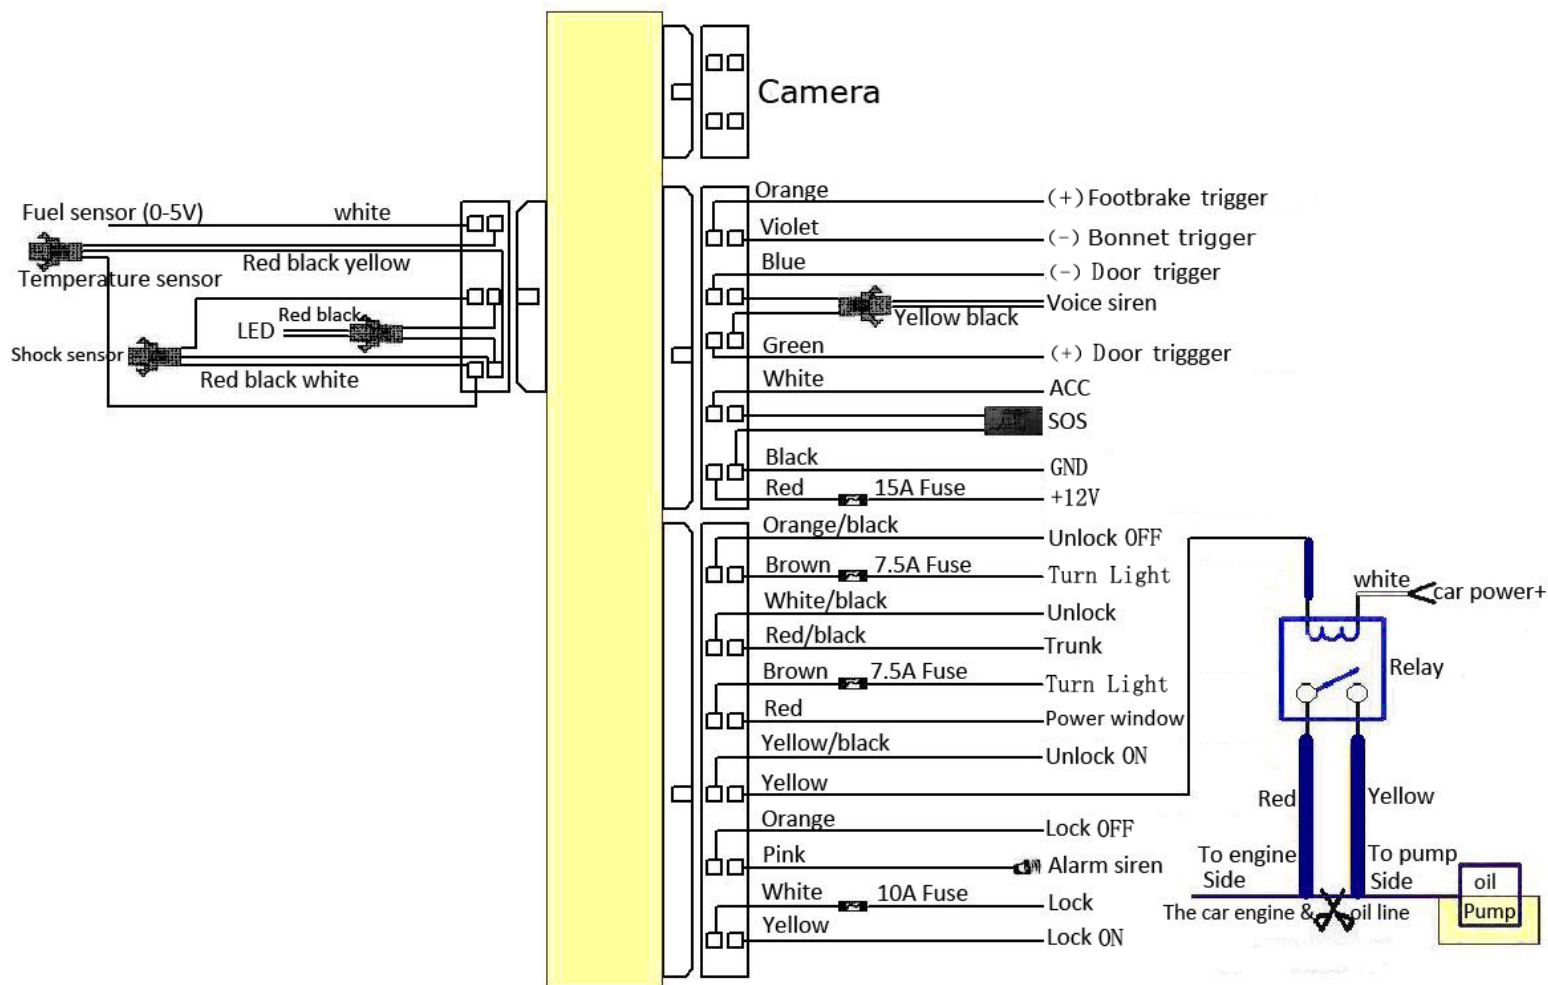 Camera
Fuel sensor (0-5V)
white
Red black yellow
Temperature sensor
Red black
LED
Shock sensor
Red black white
Orange
(+) Footbrake trigger
Violet
(-) Bonnet trigger
Blue
(-) Door trigger
Voice siren
Yellow black
Green
(+) Door triggger
White
ACC
SOS
Black
GND
Red
15A Fuse
+12V
Orange/black
Unlock OFF
Brown
7.5A Fuse
Turn Light
White/black
Unlock
Red/black
Trunk
Brown
7.5A Fuse
Turn Light
Red
Power window
Yellow/black
Unlock ON
Yellow
Orange
Lock OFF
Pink
Alarm siren
White
10A Fuse
Lock
Yellow
Lock ON
white
car power+
Relay
Red
Yellow
To engine
Side
To pump
Side
The car engine &
oil line
oil
Pump